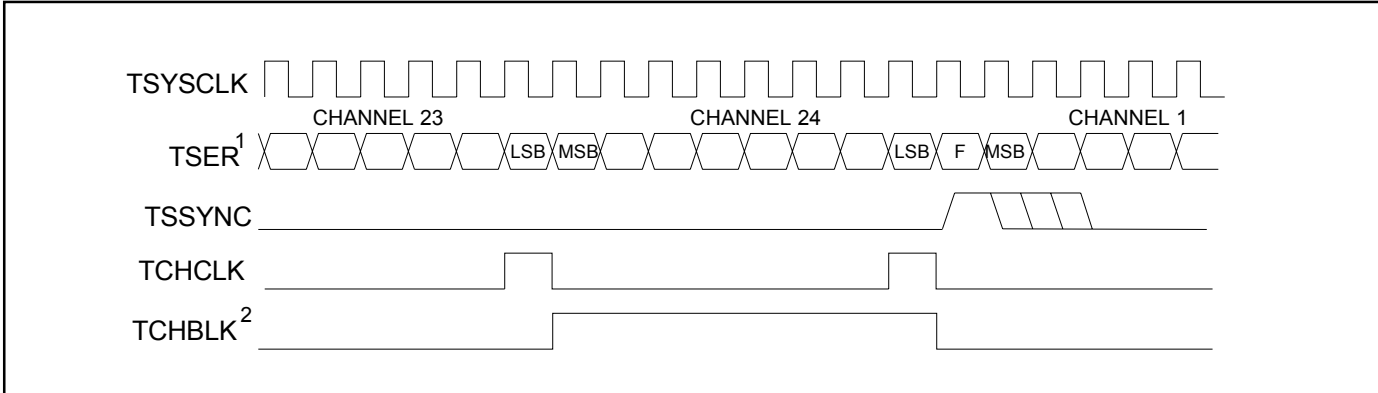 TSYSCLK
CHANNEL 23 CHANNEL 24 CHANNEL 1
TSER1 LSB MSB LSB F MSB
TSSYNC
TCHCLK
TCHBLK2